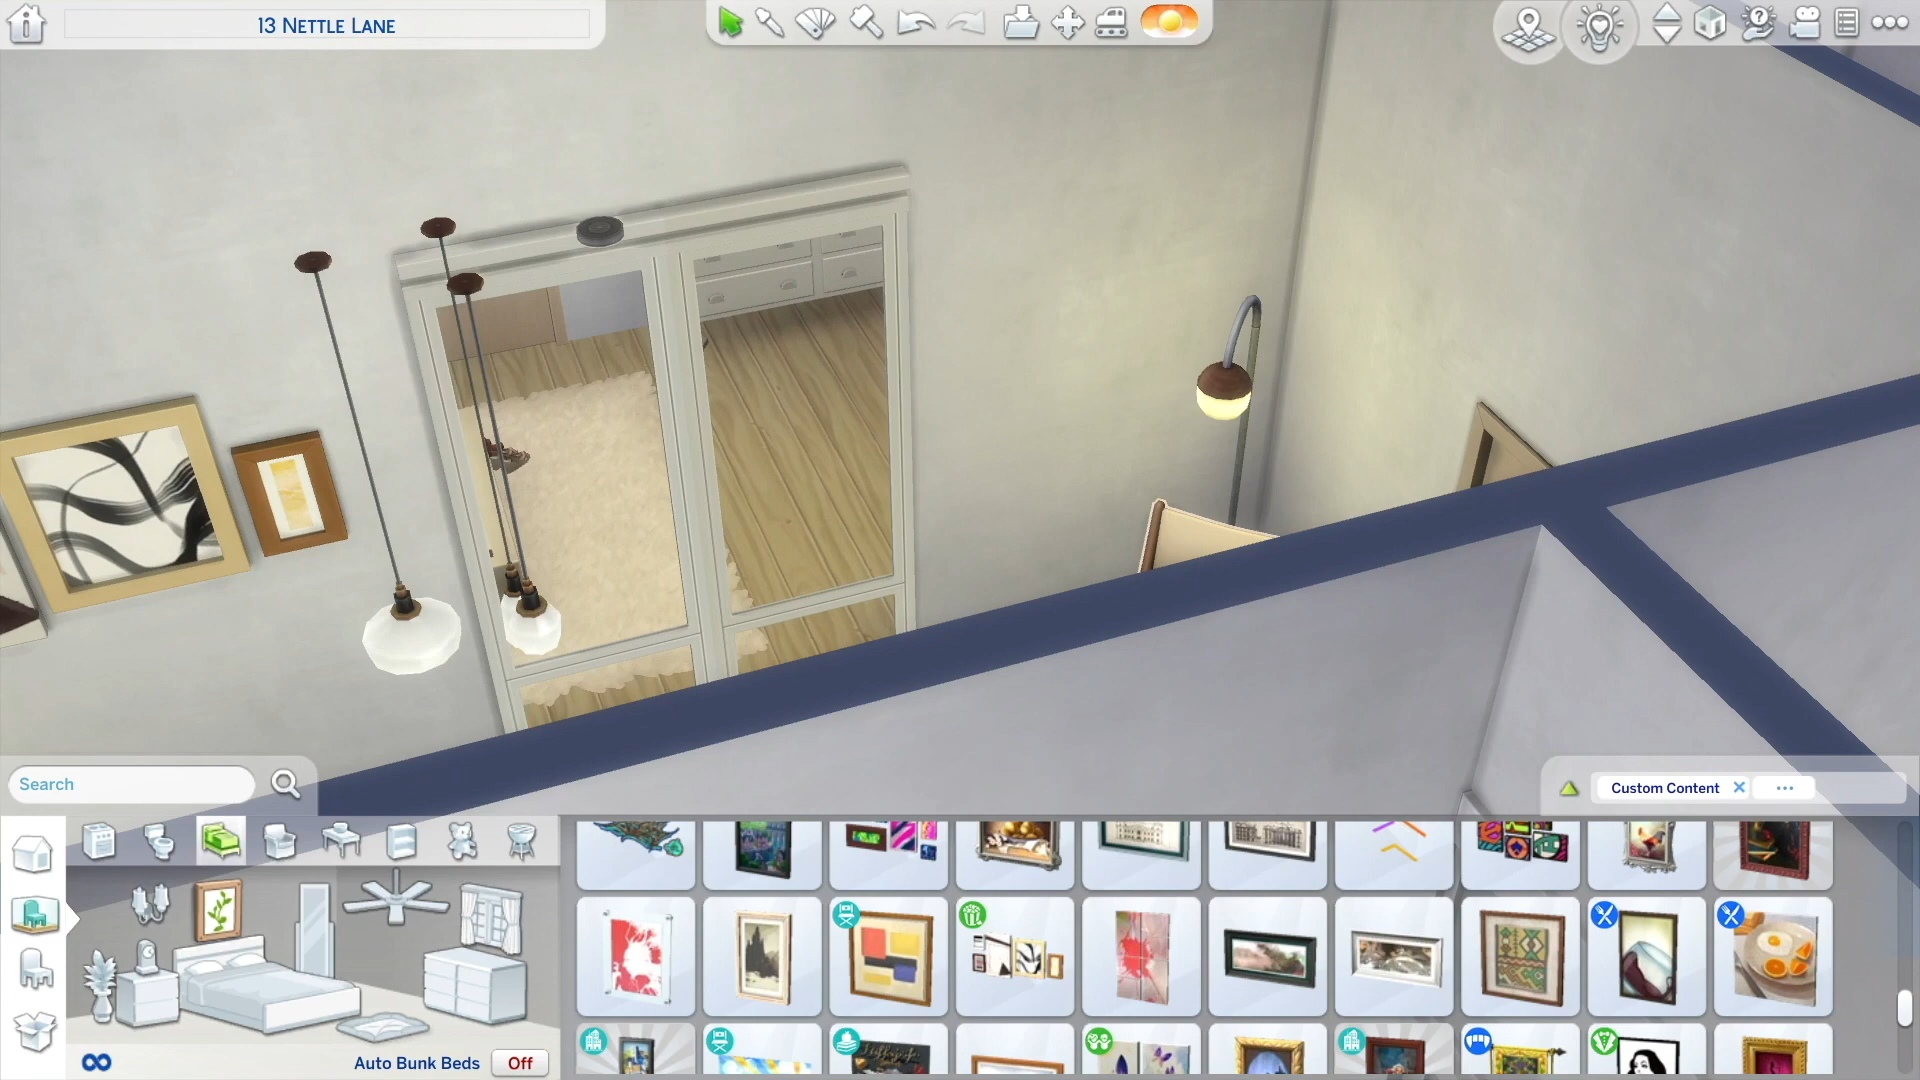 13 NETTLE LANE
Search
Custom Content
Auto Bunk Beds
Off